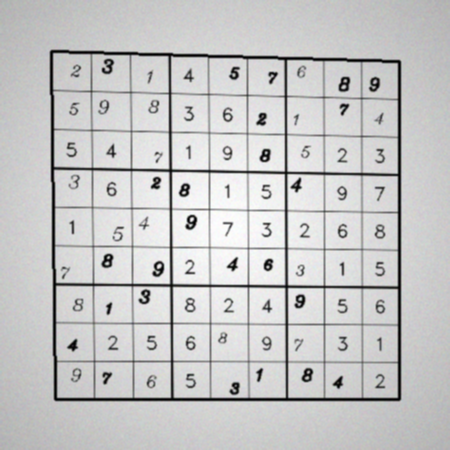 2 3 1 4 5 7 6 8 9
5 9 8 3 6 2 1 7 4
5 4 7 1 9 8 5 2 3
3 6 2 8 1 5 4 9 7
1 5 4 9 7 3 2 6 8
7 8 9 2 4 6 3 1 5
8 1 3 8 2 4 9 5 6
4 2 5 6 8 9 7 3 1
9 7 6 5 3 1 8 4 2